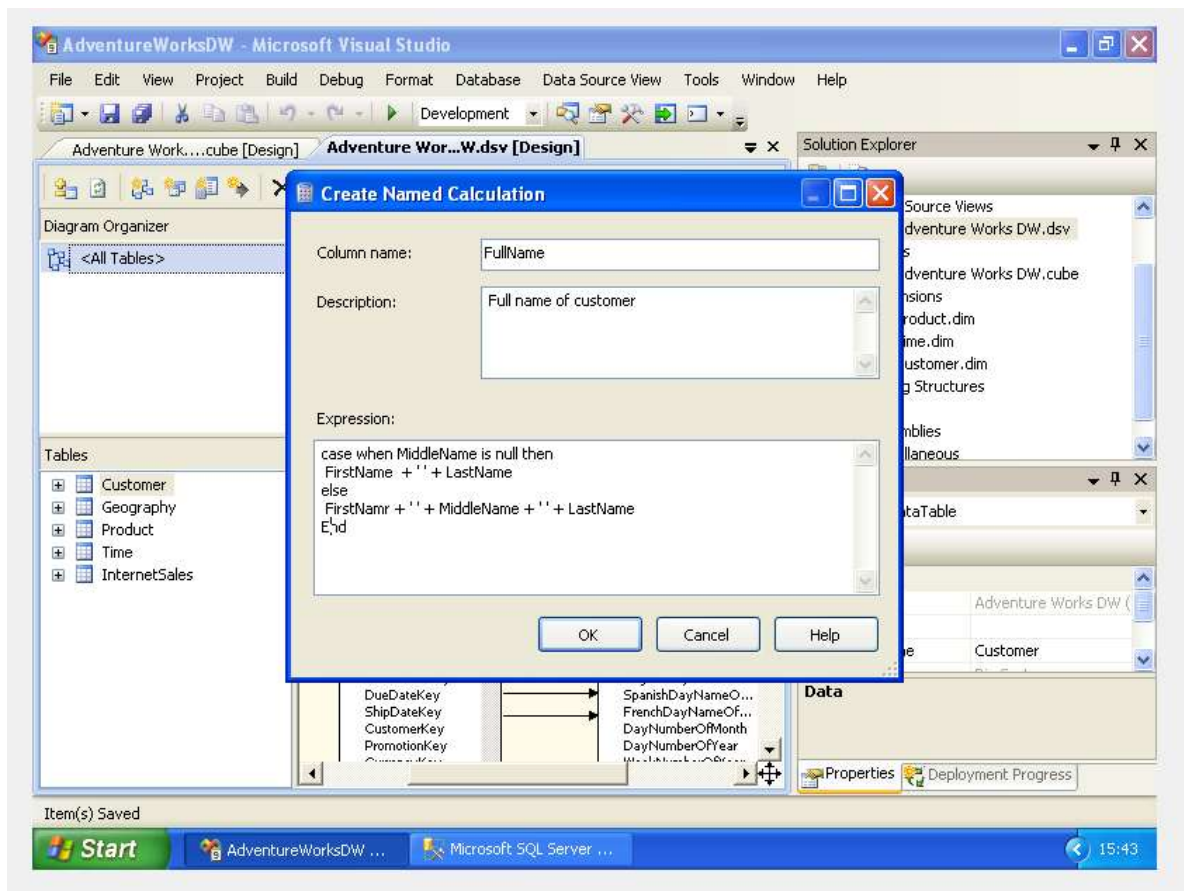 AdventureWorksDW - Microsoft Visual Studio
File Edit View Project Build Debug Format Database Data Source View Tools Window Help
Development
Adventure Work....cube [Design] Adventure Wor...W.dsv [Design]
Solution Explorer
Diagram Organizer
<All Tables>
Tables
Customer
Geography
Product
Time
InternetSales
Create Named Calculation
Column name: FullName
Description: Full name of customer
Expression:
case when MiddleName is null then
FirstName + ' ' + LastName
else
FirstNamr + ' ' + MiddleName + ' ' + LastName
End
OK Cancel Help
Source Views
dventure Works DW.dsv
s
dventure Works DW.cube
nsions
roduct.dim
ime.dim
ustomer.dim
g Structures
mblies
llaneous
ataTable
Adventure Works DW (
e Customer
Data
DueDateKey
ShipDateKey
CustomerKey
PromotionKey
SpanishDayNameO...
FrenchDayNameOf...
DayNumberOfMonth
DayNumberOfYear
Properties Deployment Progress
Item(s) Saved
Start AdventureWorksDW ... Microsoft SQL Server ... 15:43